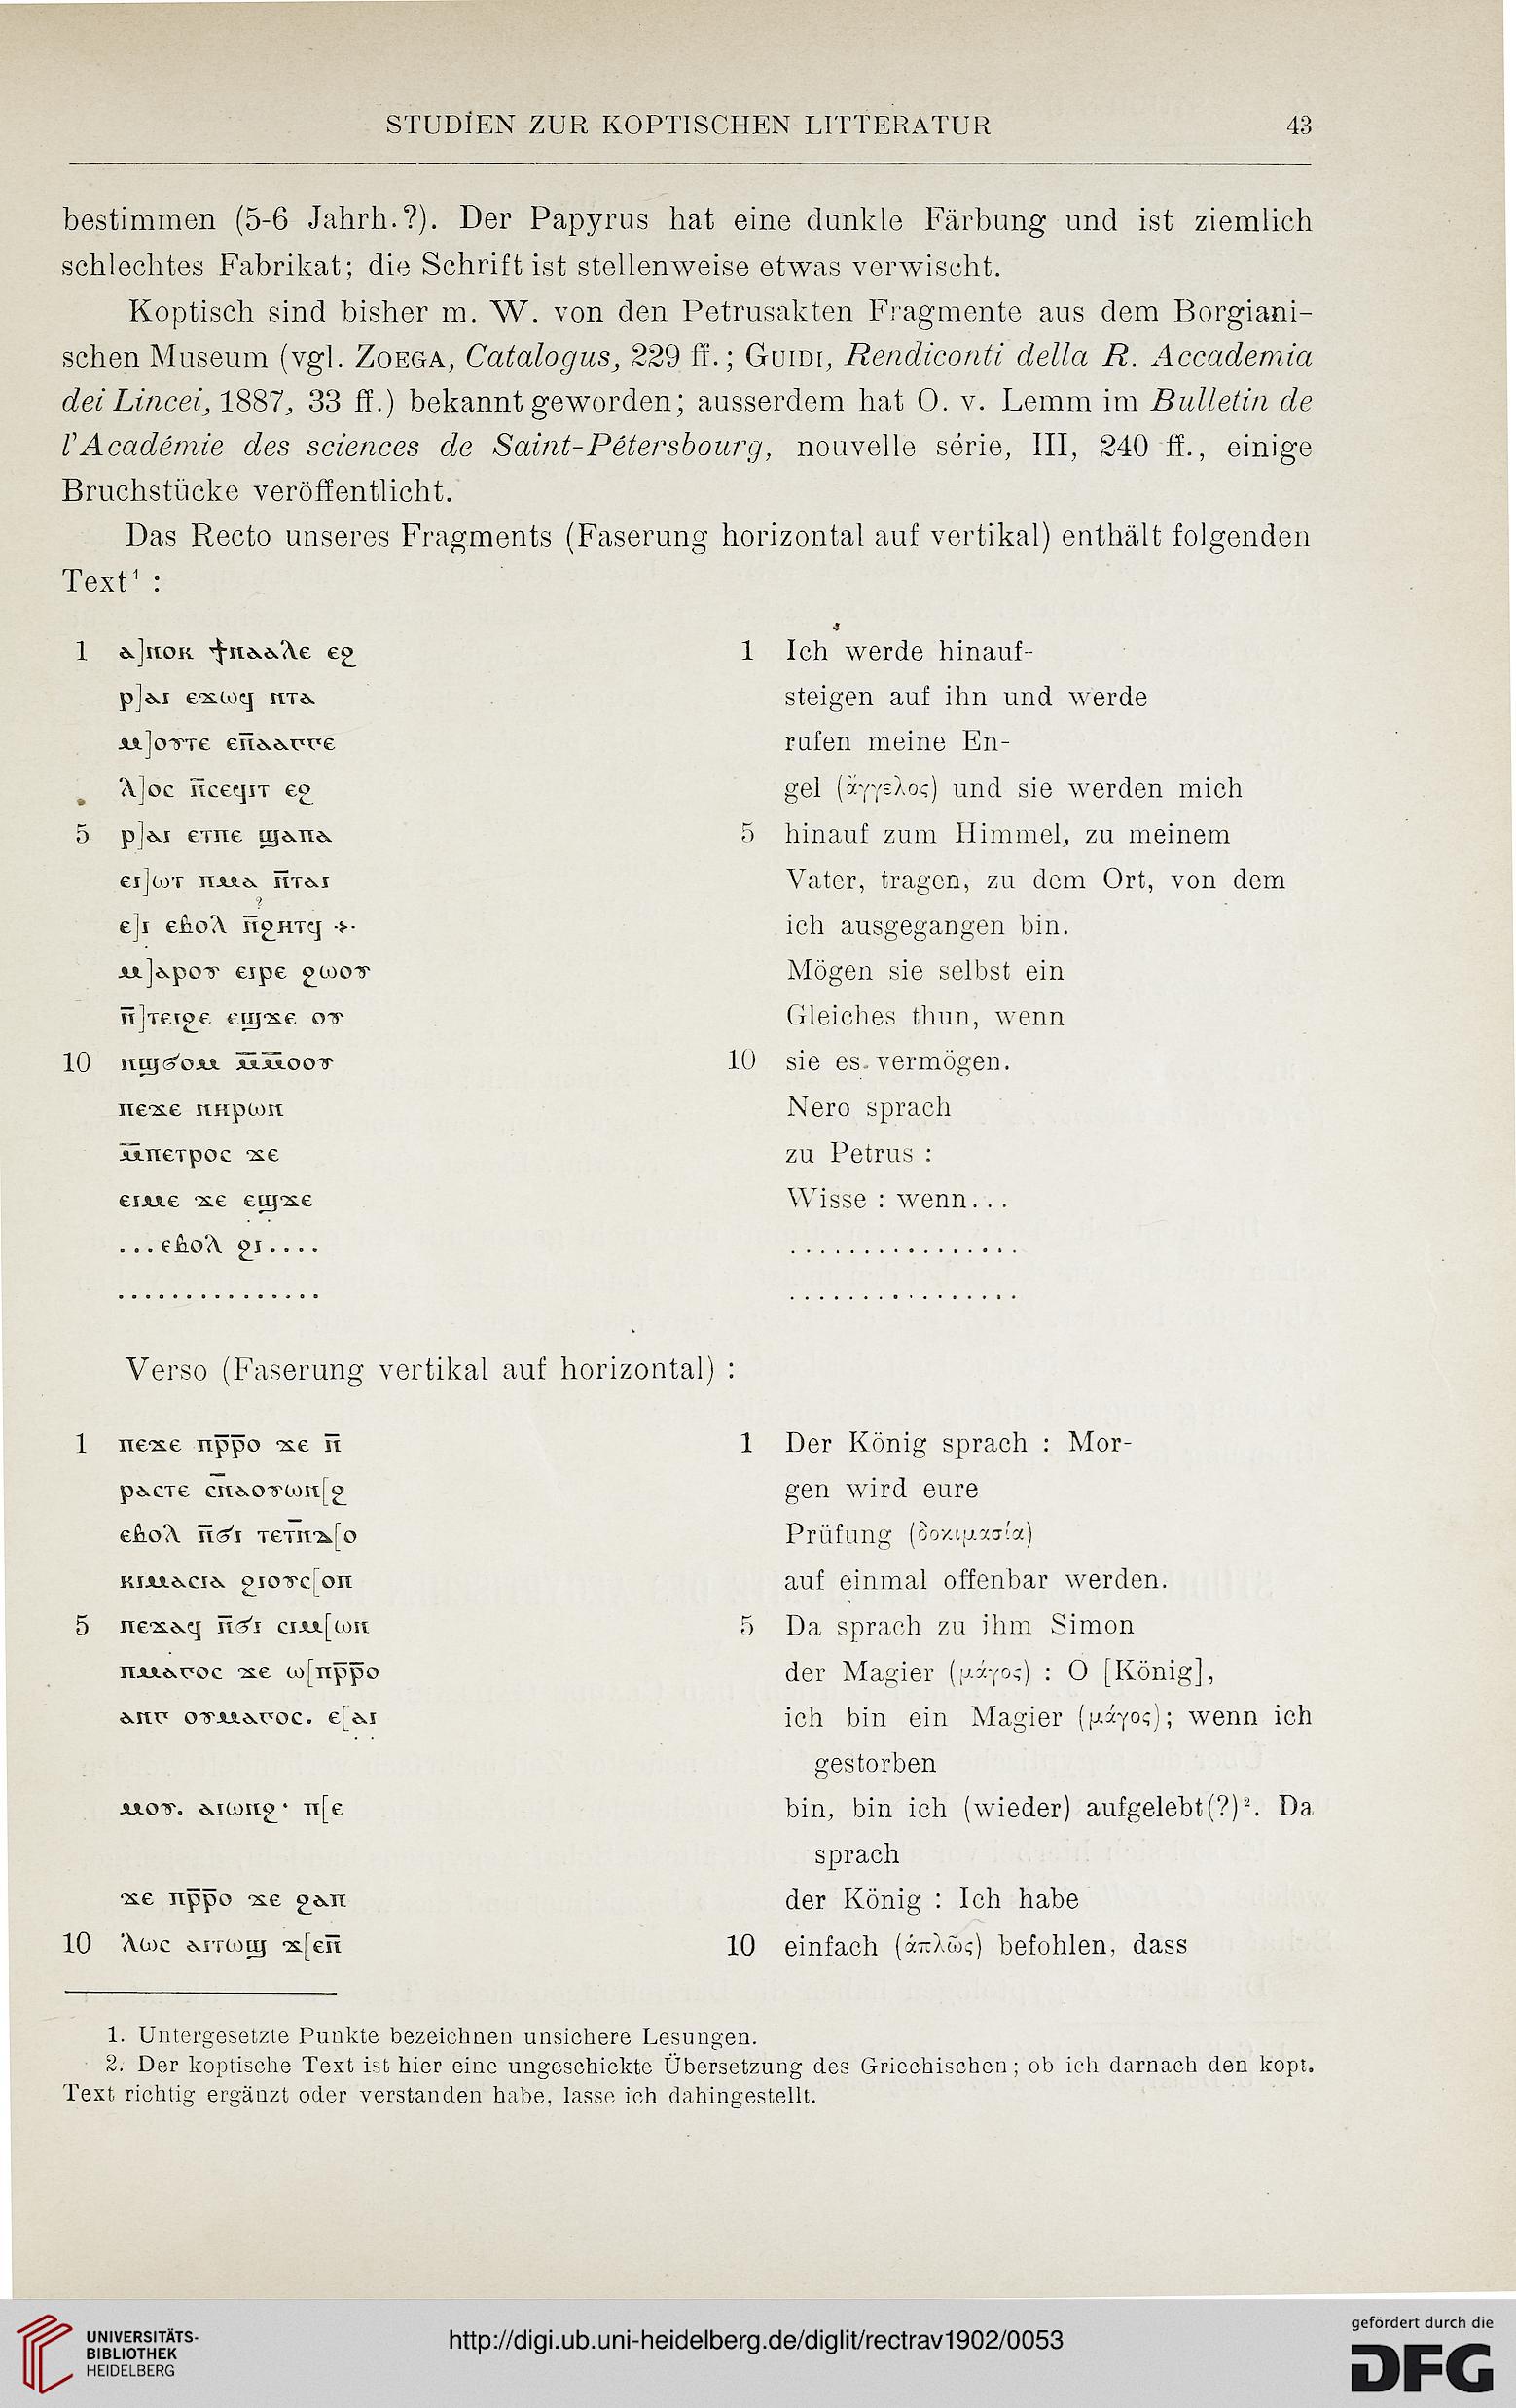 STUDIEN ZUR KOPTISCHEN LITTERATUR 43
bestimmen (5-6 Jahrh.?). Der Papyrus hat eine dunkle Färbung und ist ziemlich
schlechtes Fabrikat; die Schrift ist stellenweise etwas verwischt.
Koptisch sind bisher m. W. von den Petrusakten Fragmente aus dem Borgiani-
schen Museum (vgl. ZOEGA, Catalogus, 229 ff.; GUIDI, Rendiconti della R. Accademia
dei Lincei, 1887, 33 ff.) bekannt geworden; ausserdem hat O. v. Lemm im Bulletin de
l'Académie des sciences de Saint-Pétersbourg, nouvelle série, III, 240 ff., einige
Bruchstücke veröffentlicht.
Das Recto unseres Fragments (Faserung horizontal auf vertikal) enthält folgenden
Text¹ :
1 ⲁ]ⲛⲟⲕ ϯⲛⲁⲁⲗⲉ ⲉϩ
ⲣ]ⲁⲓ ⲉϫⲱϥ ⲛⲧⲁ
ⲙ]ⲟⲩⲧⲉ ⲉⲛ̄ⲁⲁⲅⲅⲉ
ⲗ]ⲟⲥ ⲛ̄ⲥⲉϥⲓⲧ ⲉϩ
5 ⲣ]ⲁⲓ ⲉⲧⲡⲉ ϣⲁⲡⲁ
ⲉⲓ]ⲱⲧ ⲡⲙⲁ ⲛ̄ⲧⲁⲓ
ⲉ]ⲓ ⲉⲃⲟⲗ ⲛ̄ϩⲏⲧϥ
ⲙ]ⲁⲣⲟⲩ ⲉⲓⲣⲉ ϩⲱⲟⲩ
ⲛ̄]ⲧⲉⲓϩⲉ ⲉϣϫⲉ ⲟⲩ
10 ⲛϣϭⲟⲙ ⲙ̄ⲙ̄ⲟⲟⲩ
ⲡⲉϫⲉ ⲛⲏⲣⲱⲛ
ⲙ̄ⲡⲉⲧⲣⲟⲥ ϫⲉ
ⲉⲓⲙⲉ ϫⲉ ⲉϣϫⲉ
...ⲉⲃⲟⲗ ϩⲓ....
...............
1 Ich werde hinauf-
steigen auf ihn und werde
rufen meine En-
gel (ἄγγελος) und sie werden mich
5 hinauf zum Himmel, zu meinem
Vater, tragen, zu dem Ort, von dem
ich ausgegangen bin.
Mögen sie selbst ein
Gleiches thun, wenn
10 sie es vermögen.
Nero sprach
zu Petrus :
Wisse : wenn...
................
................
Verso (Faserung vertikal auf horizontal) :
1 ⲡⲉϫⲉ ⲡⲣ̄ⲣ̄ⲟ ϫⲉ ⲛ̄
ⲣⲁⲥⲧⲉ ⲥ̄ⲛⲁⲟⲩⲱⲛ[ϩ
ⲉⲃⲟⲗ ⲛ̄ϭⲓ ⲧⲉⲧⲛ̄ⲇ[ⲟ
ⲕⲓⲙⲁⲥⲓⲁ ϩⲓⲟⲩⲥ[ⲟⲡ
5 ⲡⲉϫⲁϥ ⲛ̄ϭⲓ ⲥⲓⲙ[ⲱⲛ
ⲡⲙⲁⲅⲟⲥ ϫⲉ ⲱ[ⲡⲣ̄ⲣ̄ⲟ
ⲁⲛⲅ ⲟⲩⲙⲁⲅⲟⲥ. ⲉ[ⲁⲓ
ⲙⲟⲩ. ⲁⲓⲱⲛϩ· ⲡ[ⲉ
ϫⲉ ⲡⲣ̄ⲣ̄ⲟ ϫⲉ ϩⲁⲡ
10 ⲗⲱⲥ ⲁⲓⲧⲱϣ ϫ[ⲉⲛ̄
1 Der König sprach : Mor-
gen wird eure
Prüfung (δοκιμασία)
auf einmal offenbar werden.
5 Da sprach zu ihm Simon
der Magier (μάγος) : O [König],
ich bin ein Magier (μάγος); wenn ich
gestorben
bin, bin ich (wieder) aufgelebt(?)². Da
sprach
der König : Ich habe
10 einfach (ἁπλῶς) befohlen, dass
1. Untergesetzte Punkte bezeichnen unsichere Lesungen.
2. Der koptische Text ist hier eine ungeschickte Übersetzung des Griechischen; ob ich darnach den kopt.
Text richtig ergänzt oder verstanden habe, lasse ich dahingestellt.
UNIVERSITÄTS-
BIBLIOTHEK
HEIDELBERG
http://digi.ub.uni-heidelberg.de/diglit/rectrav1902/0053
gefördert durch die
DFG